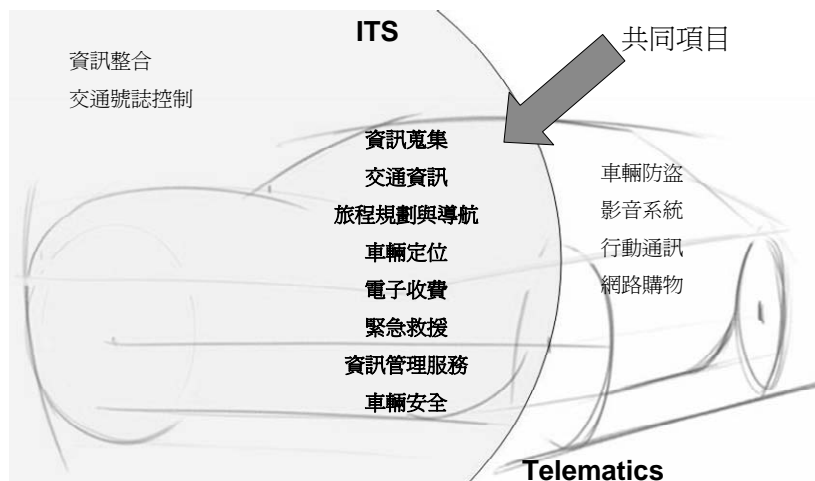 ITS
共同項目
資訊整合
交通號誌控制
資訊蒐集
交通資訊
旅程規劃與導航
車輛定位
電子收費
緊急救援
資訊管理服務
車輛安全
車輛防盜
影音系統
行動通訊
網路購物
Telematics